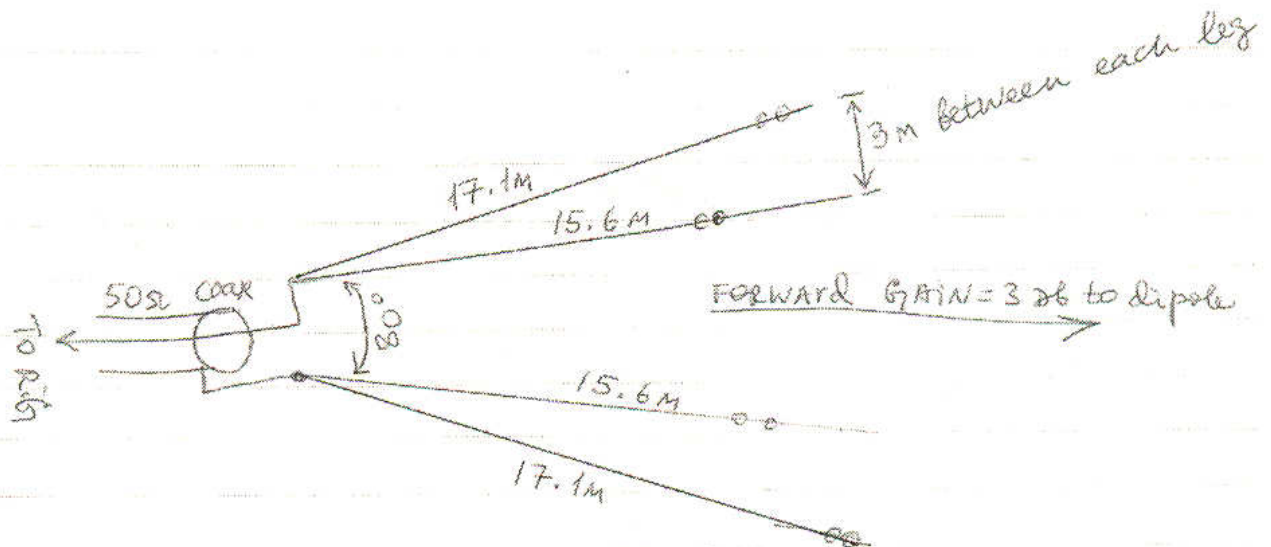 3M between each leg
17.1M
15.6M
50Ω coax
FORWARD GAIN=3 dB to dipole
To Rig
80°
15.6M
17.1M